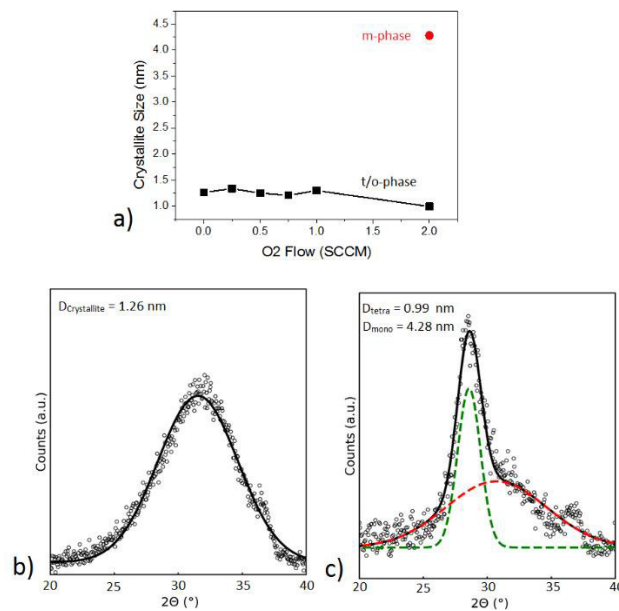 4.5
4.0
3.5
3.0
2.5
2.0
1.5
1.0
Crystallite Size (nm)
m-phase
t/o-phase
0.0 0.5 1.0 1.5 2.0
O2 Flow (SCCM)
a)
D_Crystallite = 1.26 nm
Counts (a.u.)
20 25 30 35 40
2Θ (°)
b)
D_tetra = 0.99 nm
D_mono = 4.28 nm
Counts (a.u.)
20 25 30 35 40
2Θ (°)
c)